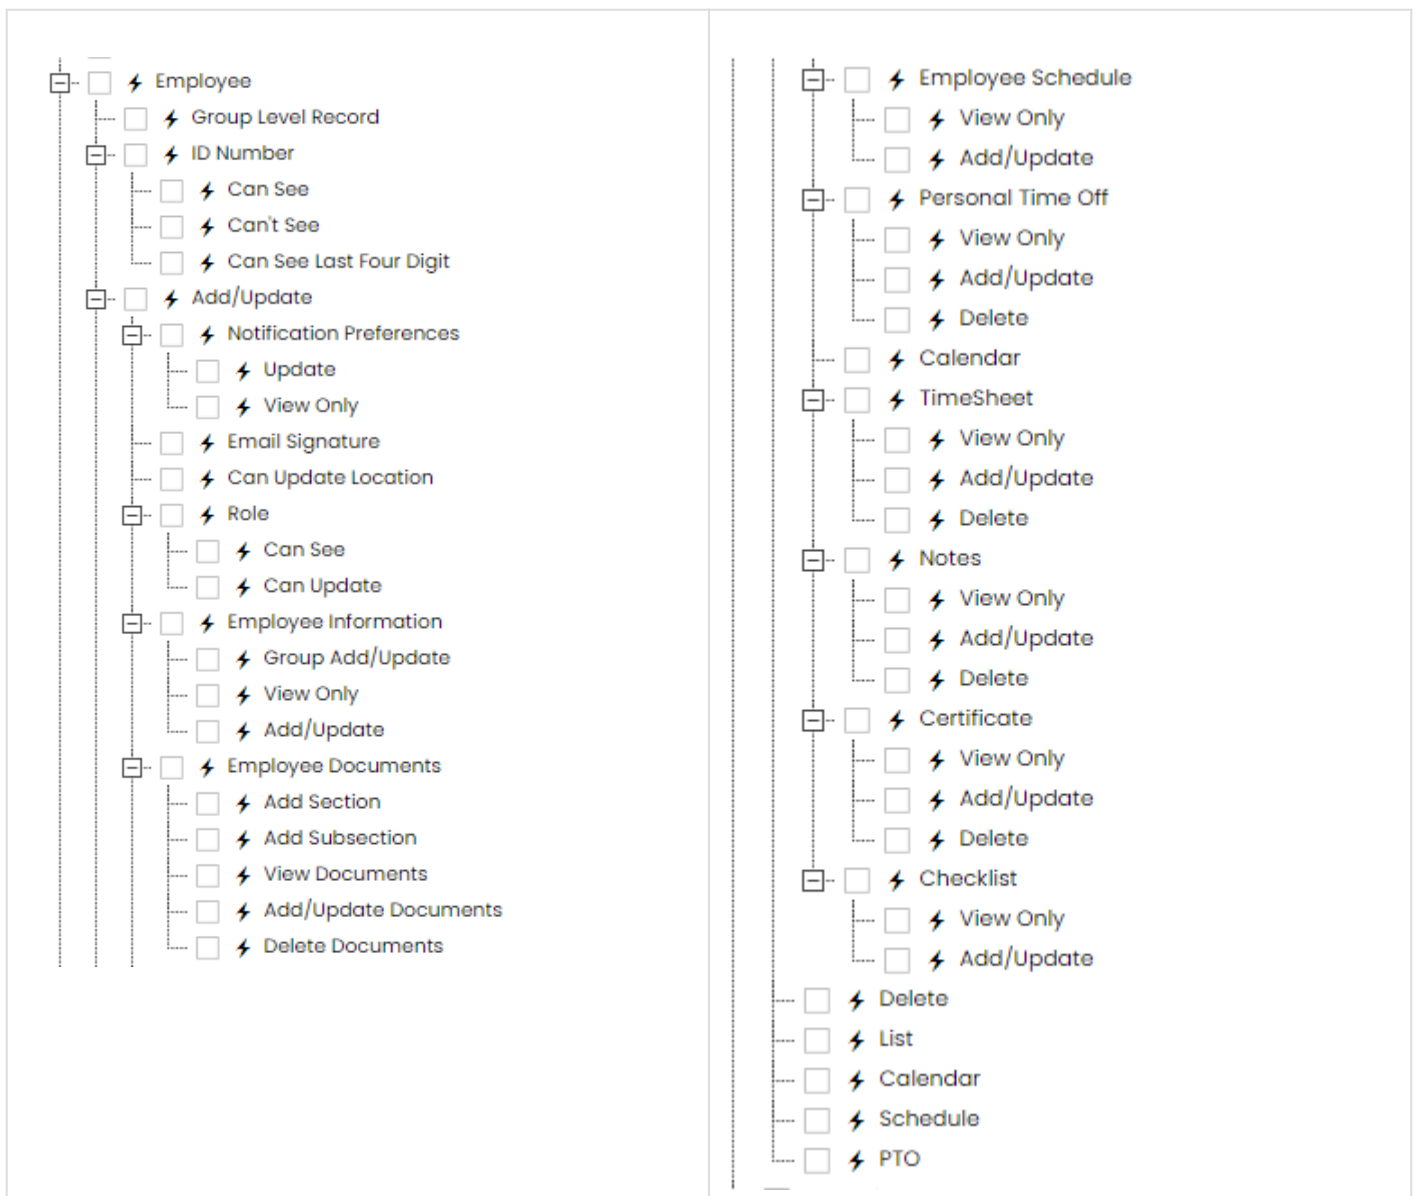 Employee
Group Level Record
ID Number
Can See
Can't See
Can See Last Four Digit
Add/Update
Notification Preferences
Update
View Only
Email Signature
Can Update Location
Role
Can See
Can Update
Employee Information
Group Add/Update
View Only
Add/Update
Employee Documents
Add Section
Add Subsection
View Documents
Add/Update Documents
Delete Documents
Employee Schedule
View Only
Add/Update
Personal Time Off
View Only
Add/Update
Delete
Calendar
TimeSheet
View Only
Add/Update
Delete
Notes
View Only
Add/Update
Delete
Certificate
View Only
Add/Update
Delete
Checklist
View Only
Add/Update
Delete
List
Calendar
Schedule
PTO